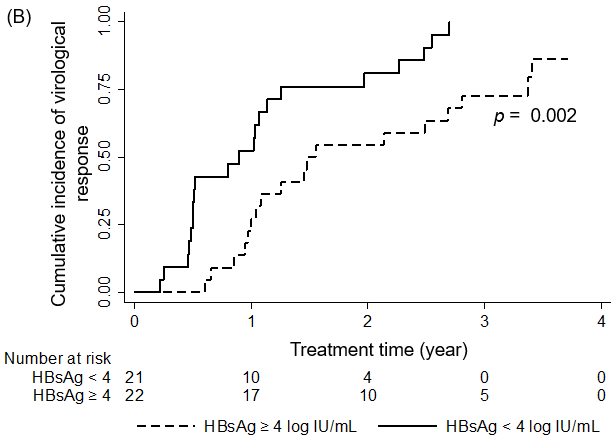 (B)
Cumulative incidence of virological
response
1.00
0.75
0.50
0.25
0.00
p = 0.002
0 1 2 3 4
Treatment time (year)
Number at risk
HBsAg < 4 21 10 4 0 0
HBsAg ≥ 4 22 17 10 5 0
HBsAg ≥ 4 log IU/mL HBsAg < 4 log IU/mL